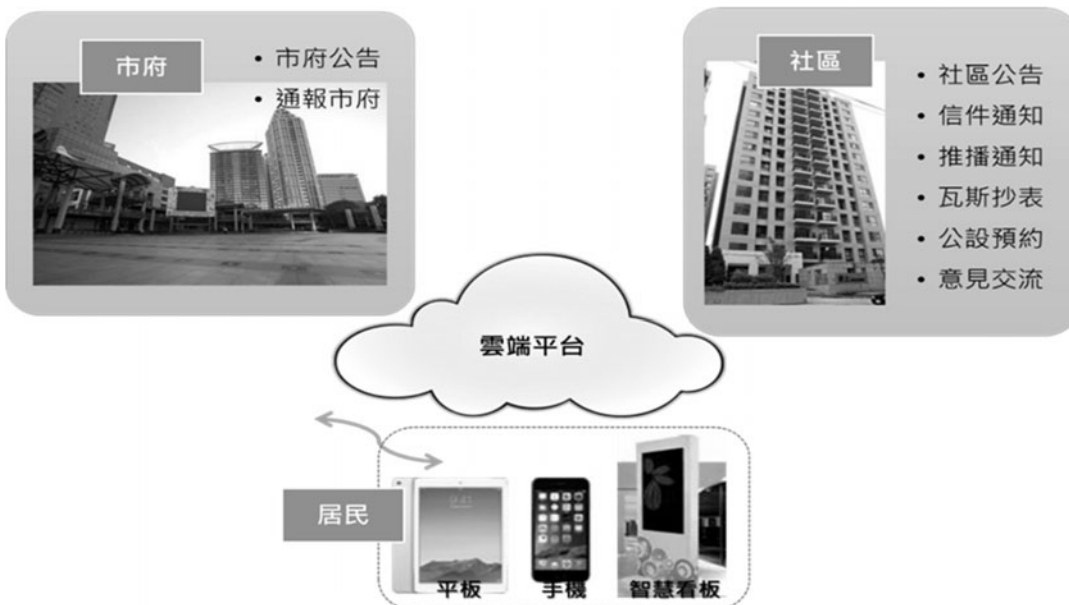 市府
• 市府公告
• 通報市府
社區
• 社區公告
• 信件通知
• 推播通知
• 瓦斯抄表
• 公設預約
• 意見交流
雲端平台
居民
平板
手機
智慧看板